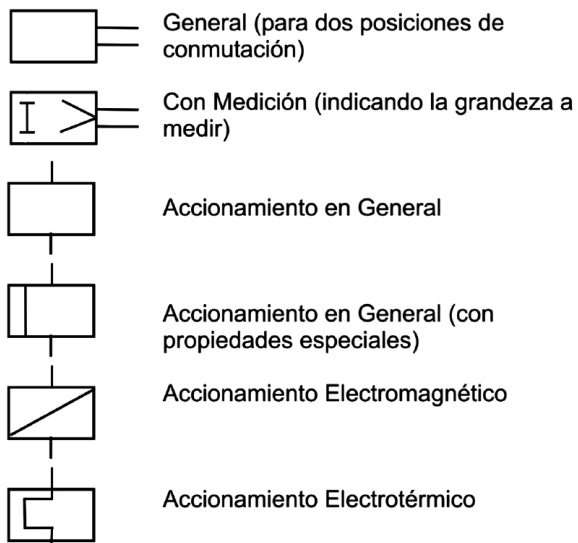 General (para dos posiciones de
conmutación)
I >
Con Medición (indicando la grandeza a
medir)
Accionamiento en General
Accionamiento en General (con
propiedades especiales)
Accionamiento Electromagnético
Accionamiento Electrotérmico